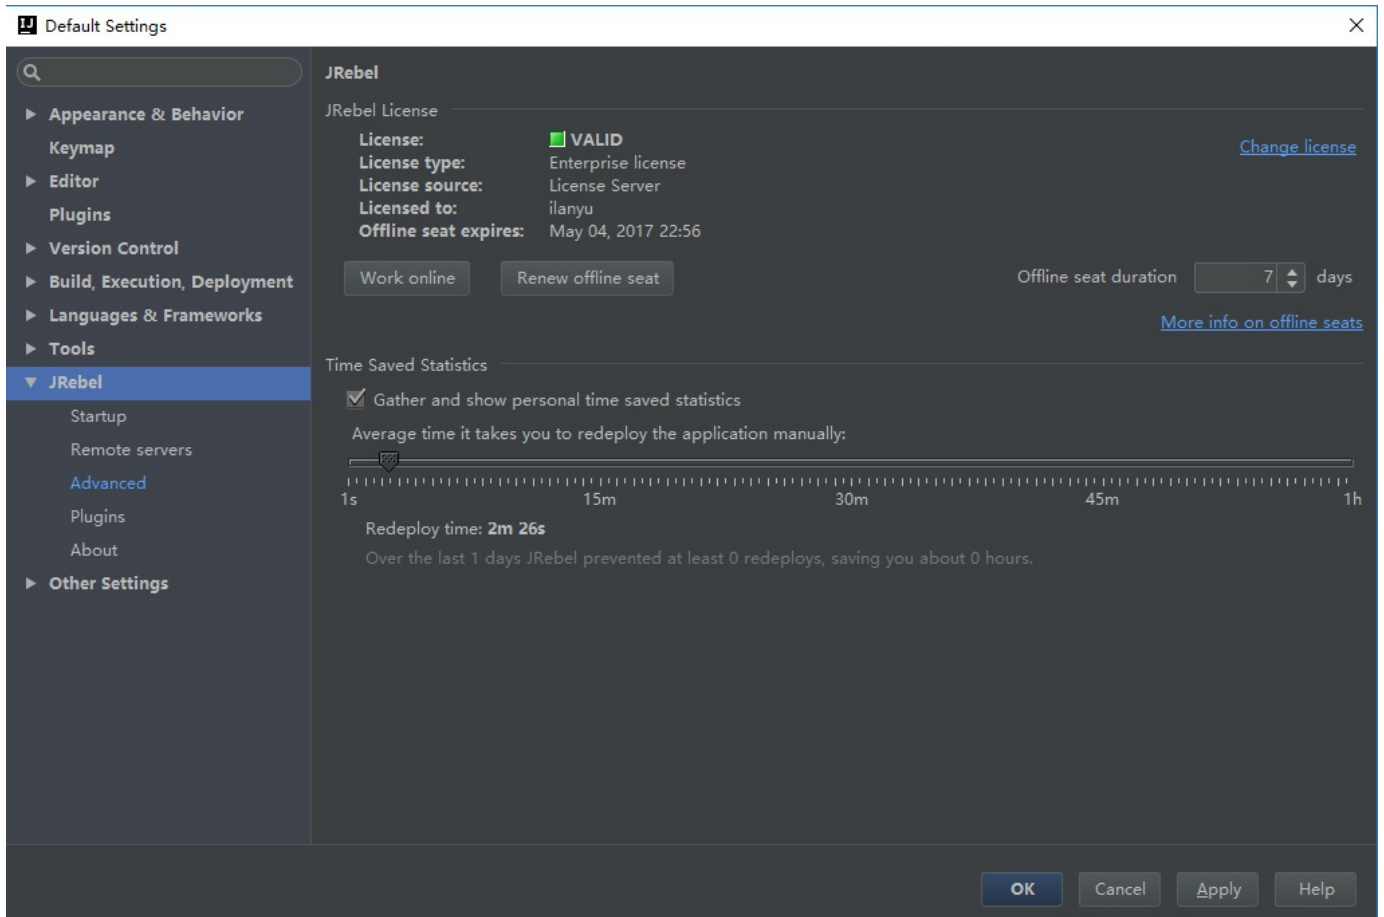 Default Settings
Appearance & Behavior
Keymap
Editor
Plugins
Version Control
Build, Execution, Deployment
Languages & Frameworks
Tools
JRebel
Startup
Remote servers
Advanced
Plugins
About
Other Settings
JRebel
JRebel License
License: VALID
Change license
License type: Enterprise license
License source: License Server
Licensed to: ilanyu
Offline seat expires: May 04, 2017 22:56
Work online Renew offline seat Offline seat duration 7 days
More info on offline seats
Time Saved Statistics
Gather and show personal time saved statistics
Average time it takes you to redeploy the application manually:
1s 15m 30m 45m 1h
Redeploy time: 2m 26s
Over the last 1 days JRebel prevented at least 0 redeploys, saving you about 0 hours.
OK Cancel Apply Help